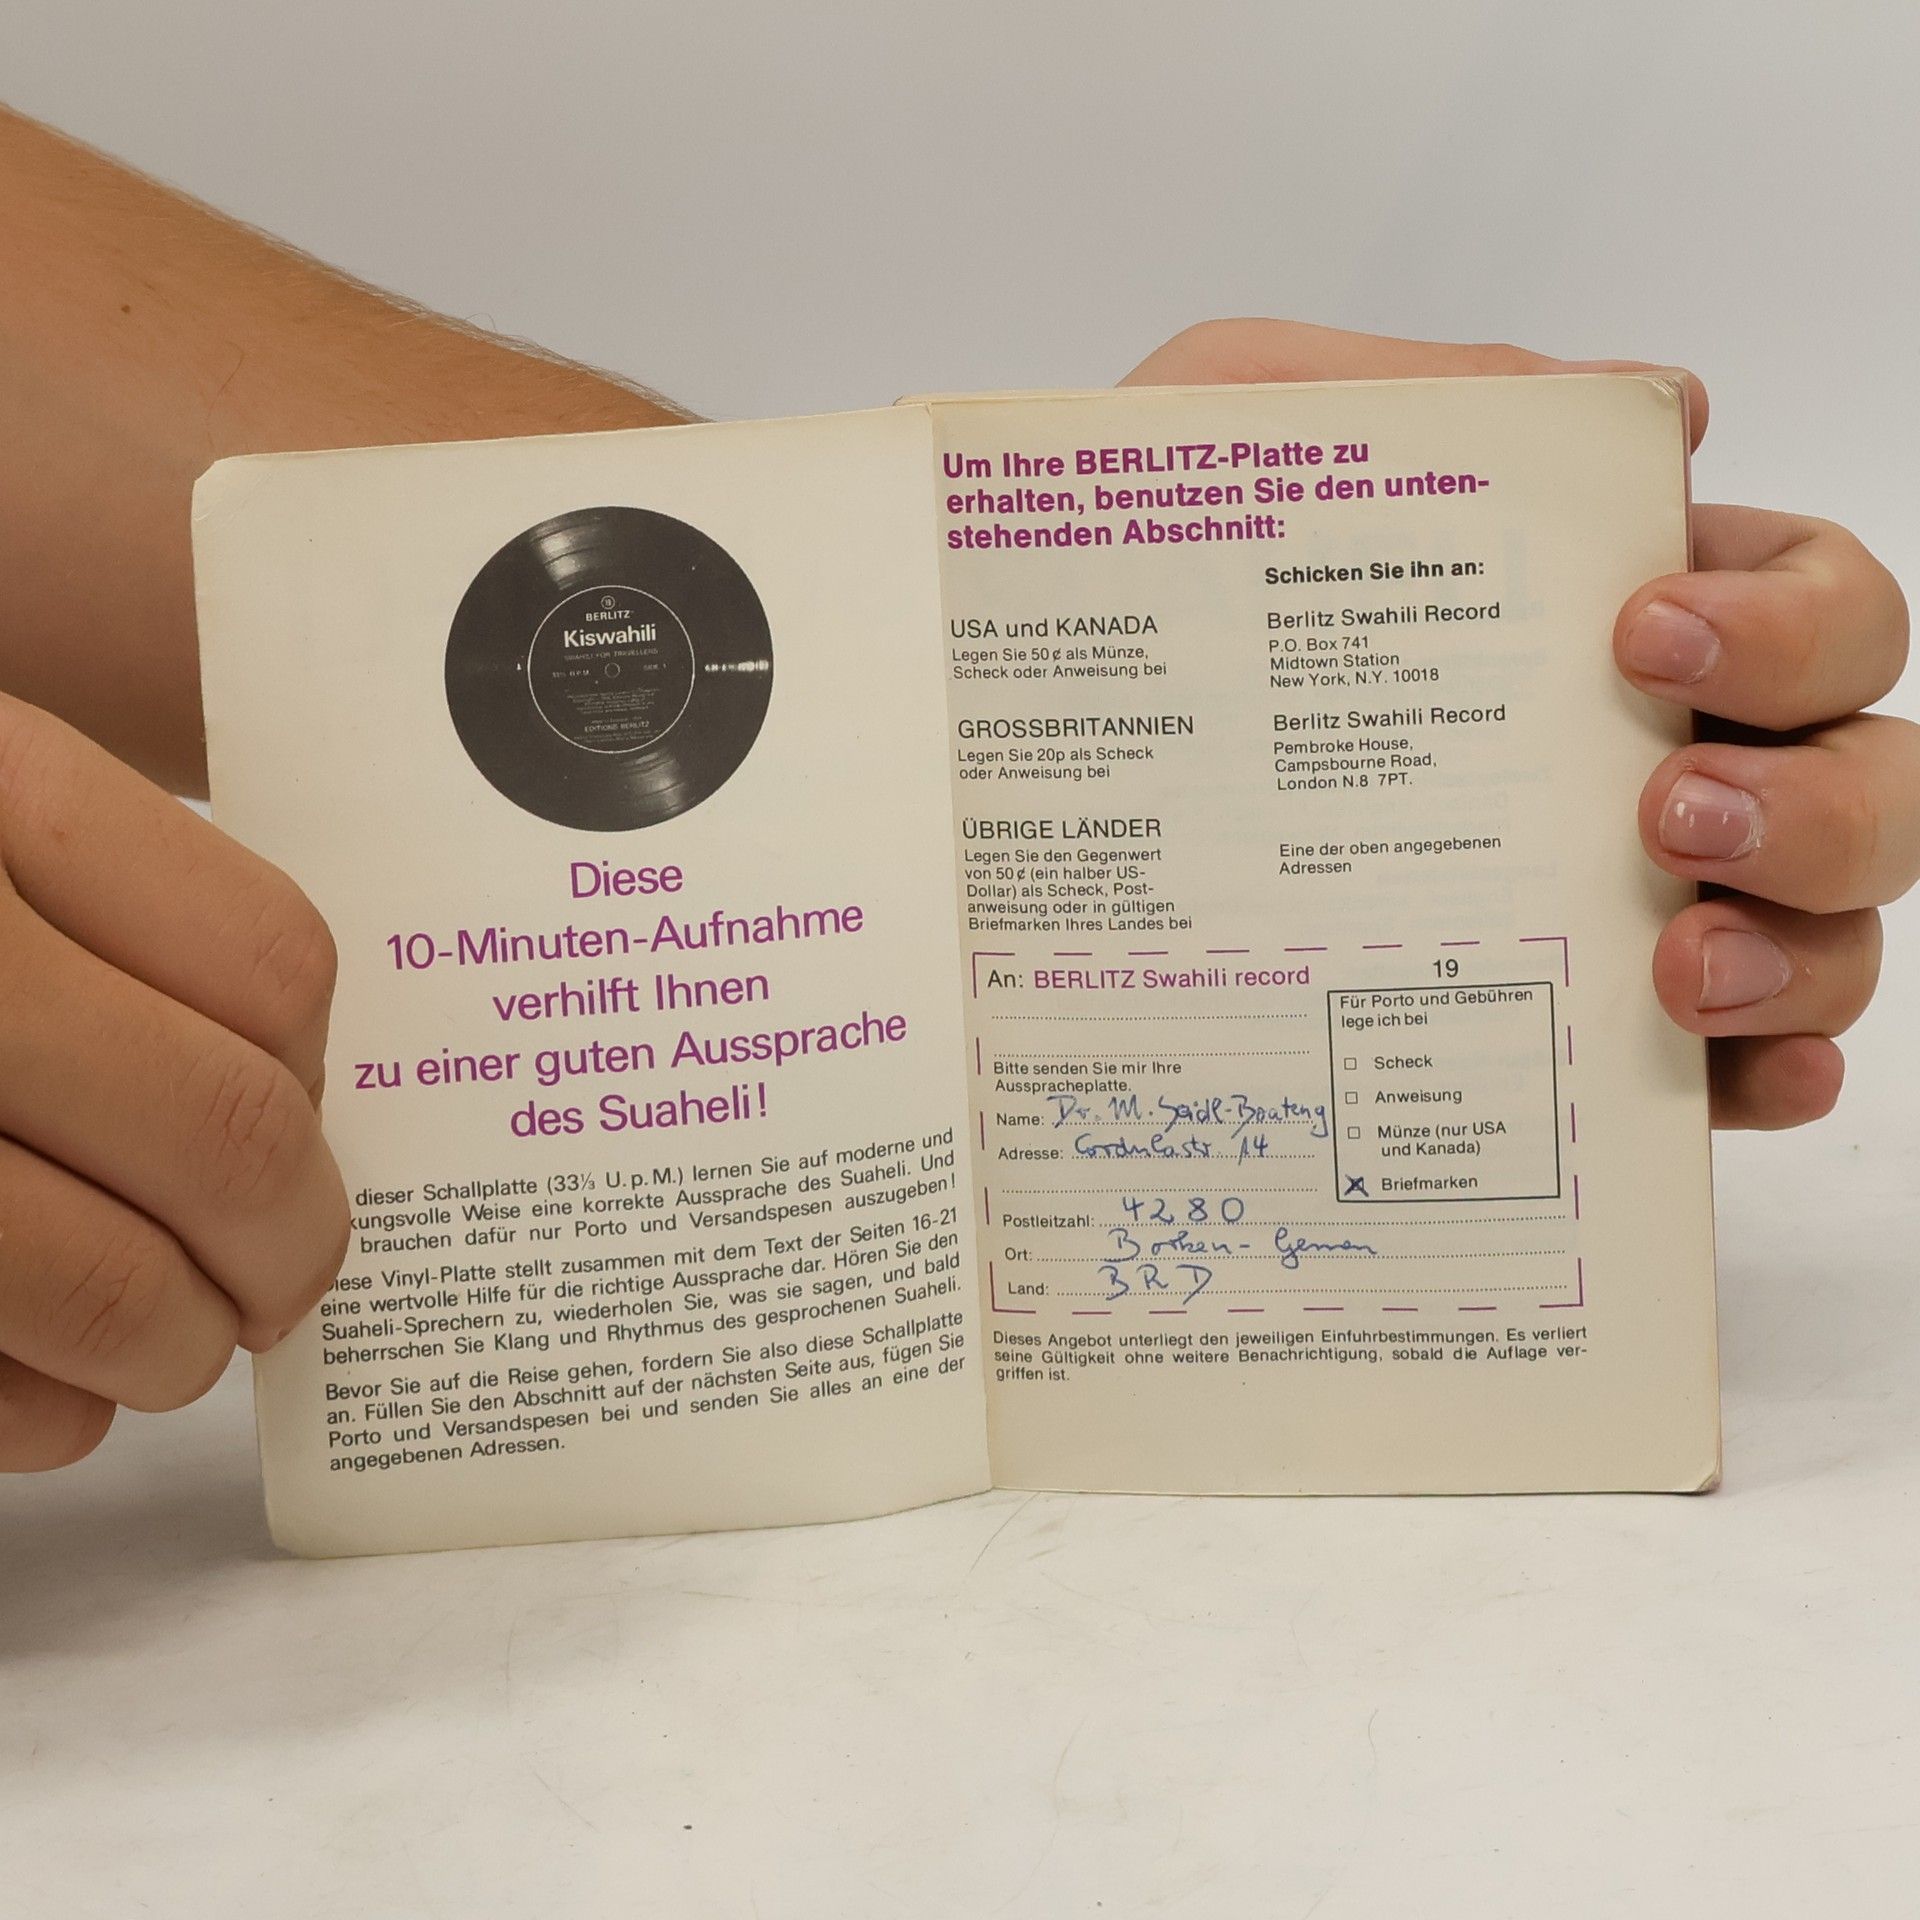 BERLITZ
Kiswahili
SWAHILI FOR TRAVELLERS
SIDE 1
EDITIONS BERLITZ
Diese
10-Minuten-Aufnahme
verhilft Ihnen
zu einer guten Aussprache
des Suaheli!
dieser Schallplatte (33⅓ U.p.M.) lernen Sie auf moderne und
kungsvolle Weise eine korrekte Aussprache des Suaheli. Und
brauchen dafür nur Porto und Versandspesen auszugeben!
iese Vinyl-Platte stellt zusammen mit dem Text der Seiten 16-21
eine wertvolle Hilfe für die richtige Aussprache dar. Hören Sie den
Suaheli-Sprechern zu, wiederholen Sie, was sie sagen, und bald
beherrschen Sie Klang und Rhythmus des gesprochenen Suaheli.
Bevor Sie auf die Reise gehen, fordern Sie also diese Schallplatte
an. Füllen Sie den Abschnitt auf der nächsten Seite aus, fügen Sie
Porto und Versandspesen bei und senden Sie alles an eine der
angegebenen Adressen.
Um Ihre BERLITZ-Platte zu
erhalten, benutzen Sie den unten-
stehenden Abschnitt:
Schicken Sie ihn an:
USA und KANADA
Legen Sie 50 ¢ als Münze,
Scheck oder Anweisung bei
Berlitz Swahili Record
P.O. Box 741
Midtown Station
New York, N.Y. 10018
GROSSBRITANNIEN
Legen Sie 20p als Scheck
oder Anweisung bei
Berlitz Swahili Record
Pembroke House,
Campsbourne Road,
London N.8 7PT.
ÜBRIGE LÄNDER
Legen Sie den Gegenwert
von 50 ¢ (ein halber US-
Dollar) als Scheck, Post-
anweisung oder in gültigen
Briefmarken Ihres Landes bei
Eine der oben angegebenen
Adressen
An: BERLITZ Swahili record
19
Für Porto und Gebühren
lege ich bei
Scheck
Anweisung
Münze (nur USA
und Kanada)
Briefmarken
Bitte senden Sie mir Ihre
Ausspracheplatte.
Name: Dr. M. Seidl-Boateng
Adresse: Cordulastr. 14
Postleitzahl: 4280
Ort: Borken-Gemen
Land: BRD
Dieses Angebot unterliegt den jeweiligen Einfuhrbestimmungen. Es verliert
seine Gültigkeit ohne weitere Benachrichtigung, sobald die Auflage ver-
griffen ist.